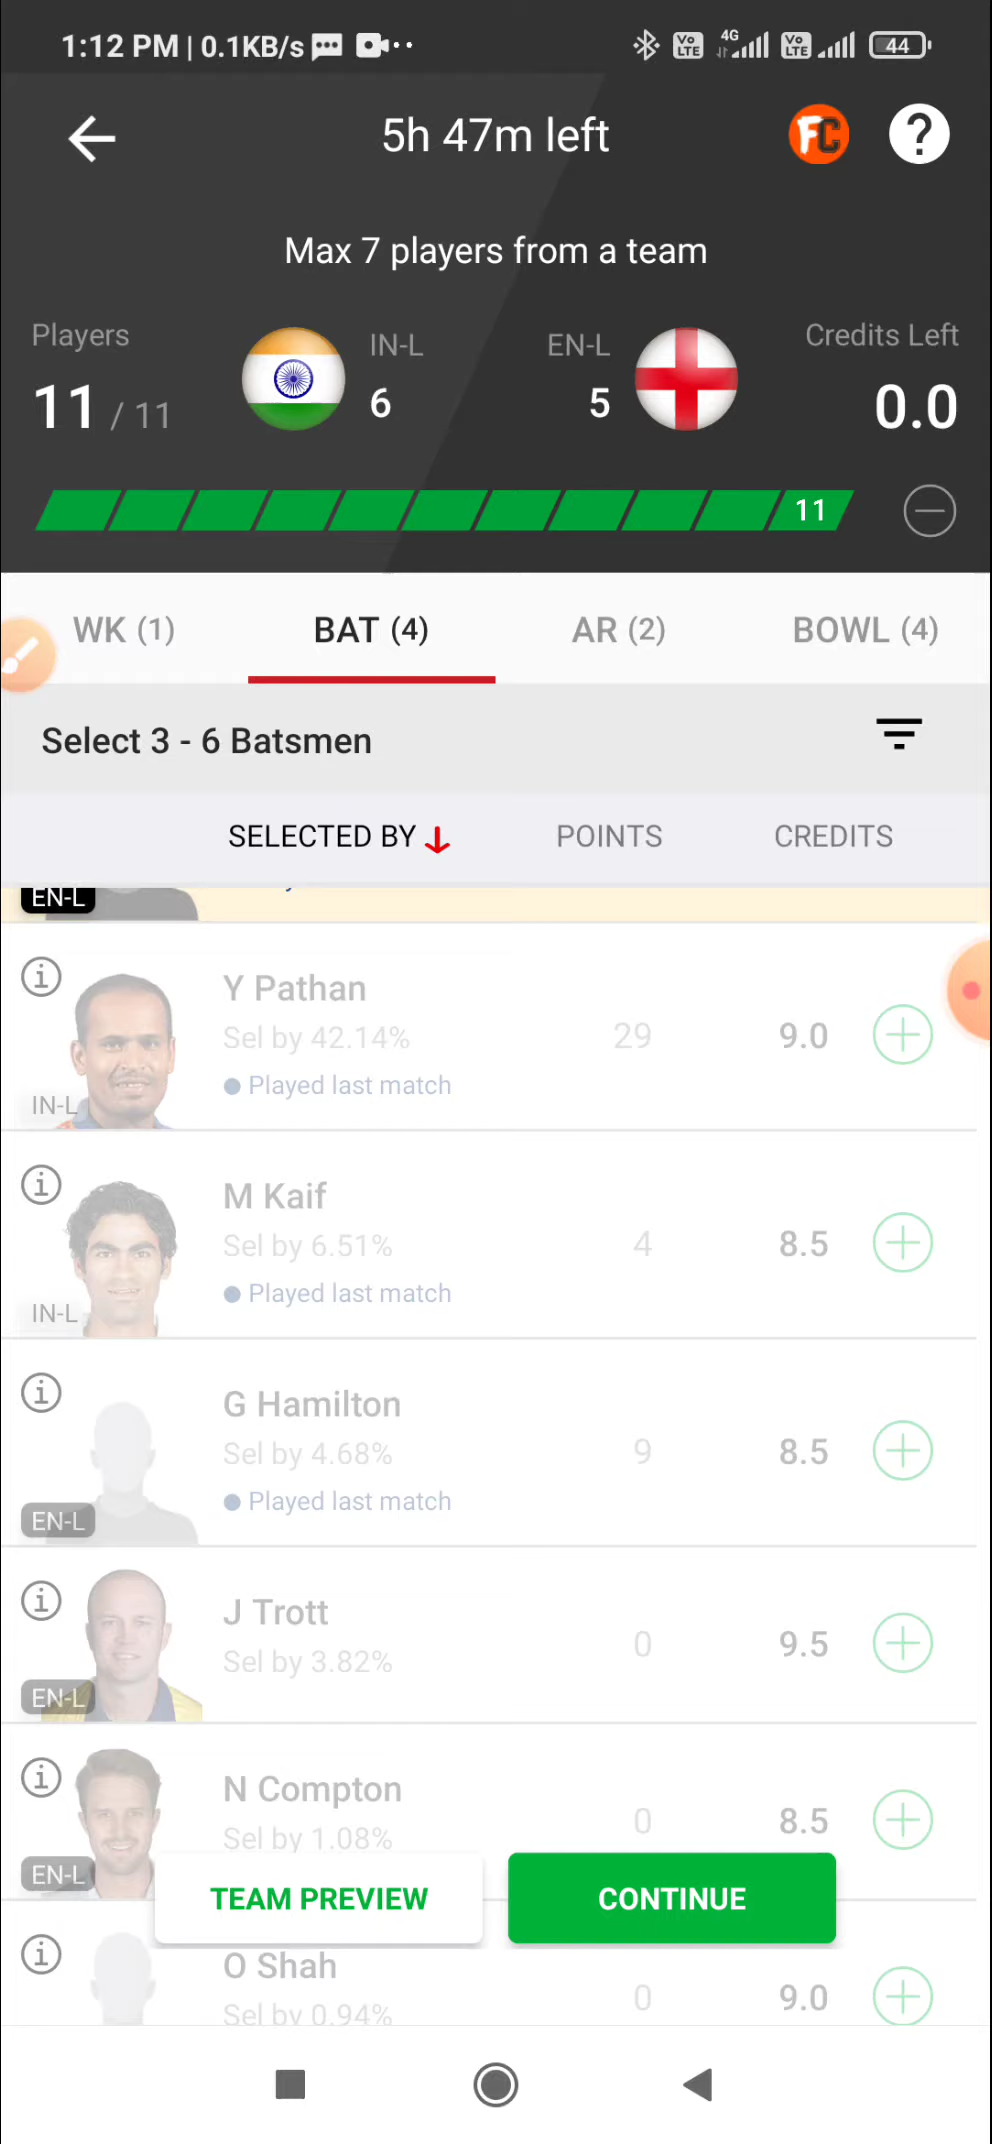 1:12 PM | 0.1KB/s
Vo LTE 4G Vo LTE 44
5h 47m left
FC ?
Max 7 players from a team
Players IN-L EN-L Credits Left
11 / 11 6 5 0.0
11
WK (1) BAT (4) AR (2) BOWL (4)
Select 3 - 6 Batsmen
SELECTED BY POINTS CREDITS
EN-L
Y Pathan
Sel by 42.14% 29 9.0
Played last match
IN-L
M Kaif
Sel by 6.51% 4 8.5
Played last match
IN-L
G Hamilton
Sel by 4.68% 9 8.5
Played last match
EN-L
J Trott
Sel by 3.82% 0 9.5
EN-L
N Compton
Sel by 1.08% 0 8.5
EN-L
TEAM PREVIEW CONTINUE
O Shah
Sel by 0.94% 0 9.0